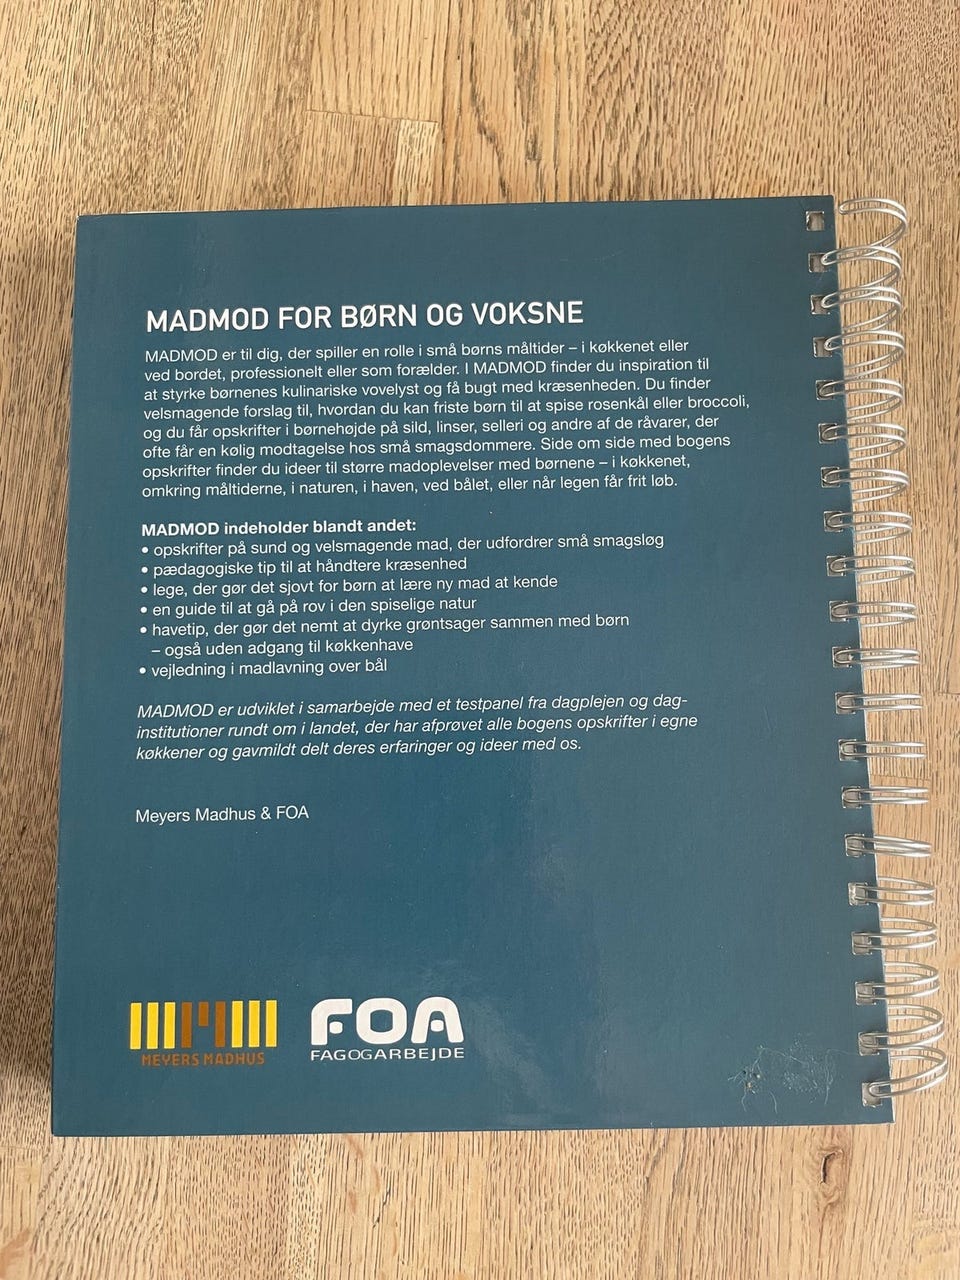 MADMOD FOR BØRN OG VOKSNE
MADMOD er til dig, der spiller en rolle i små børns måltider – i køkkenet eller
ved bordet, professionelt eller som forælder. I MADMOD finder du inspiration til
at styrke børnenes kulinariske vovelyst og få bugt med kræsenheden. Du finder
velsmagende forslag til, hvordan du kan friste børn til at spise rosenkål eller broccoli,
og du får opskrifter i børnehøjde på sild, linser, selleri og andre af de råvarer, der
ofte får en kølig modtagelse hos små smagsdommere. Side om side med bogens
opskrifter finder du ideer til større madoplevelser med børnene – i køkkenet,
omkring måltiderne, i naturen, i haven, ved bålet, eller når legen får frit løb.
MADMOD indeholder blandt andet:
• opskrifter på sund og velsmagende mad, der udfordrer små smagsløg
• pædagogiske tip til at håndtere kræsenhed
• lege, der gør det sjovt for børn at lære ny mad at kende
• en guide til at gå på rov i den spiselige natur
• havetip, der gør det nemt at dyrke grøntsager sammen med børn
– også uden adgang til køkkenhave
• vejledning i madlavning over bål
MADMOD er udviklet i samarbejde med et testpanel fra dagplejen og dag-
institutioner rundt om i landet, der har afprøvet alle bogens opskrifter i egne
køkkener og gavmildt delt deres erfaringer og ideer med os.
Meyers Madhus & FOA
MEYERS MADHUS
FOA
FAGOGARBEJDE